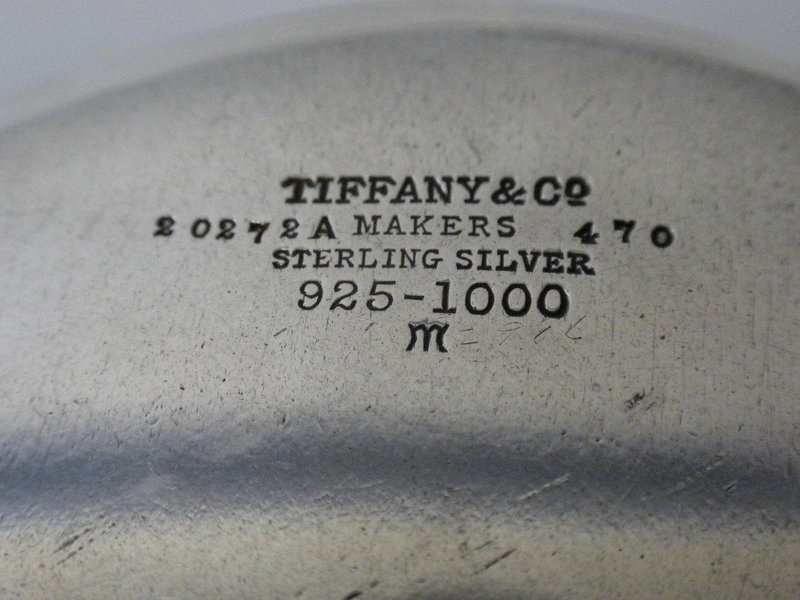 TIFFANY & Co
20272A MAKERS 470
STERLING SILVER
925-1000
m